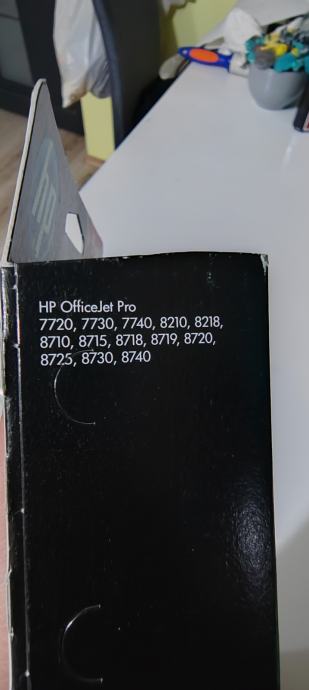 HP OfficeJet Pro
7720, 7730, 7740, 8210, 8218,
8710, 8715, 8718, 8719, 8720,
8725, 8730, 8740